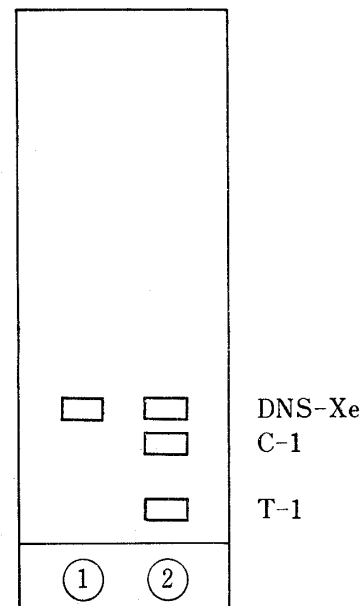 DNS-Xe
C-1
T-1
① ②